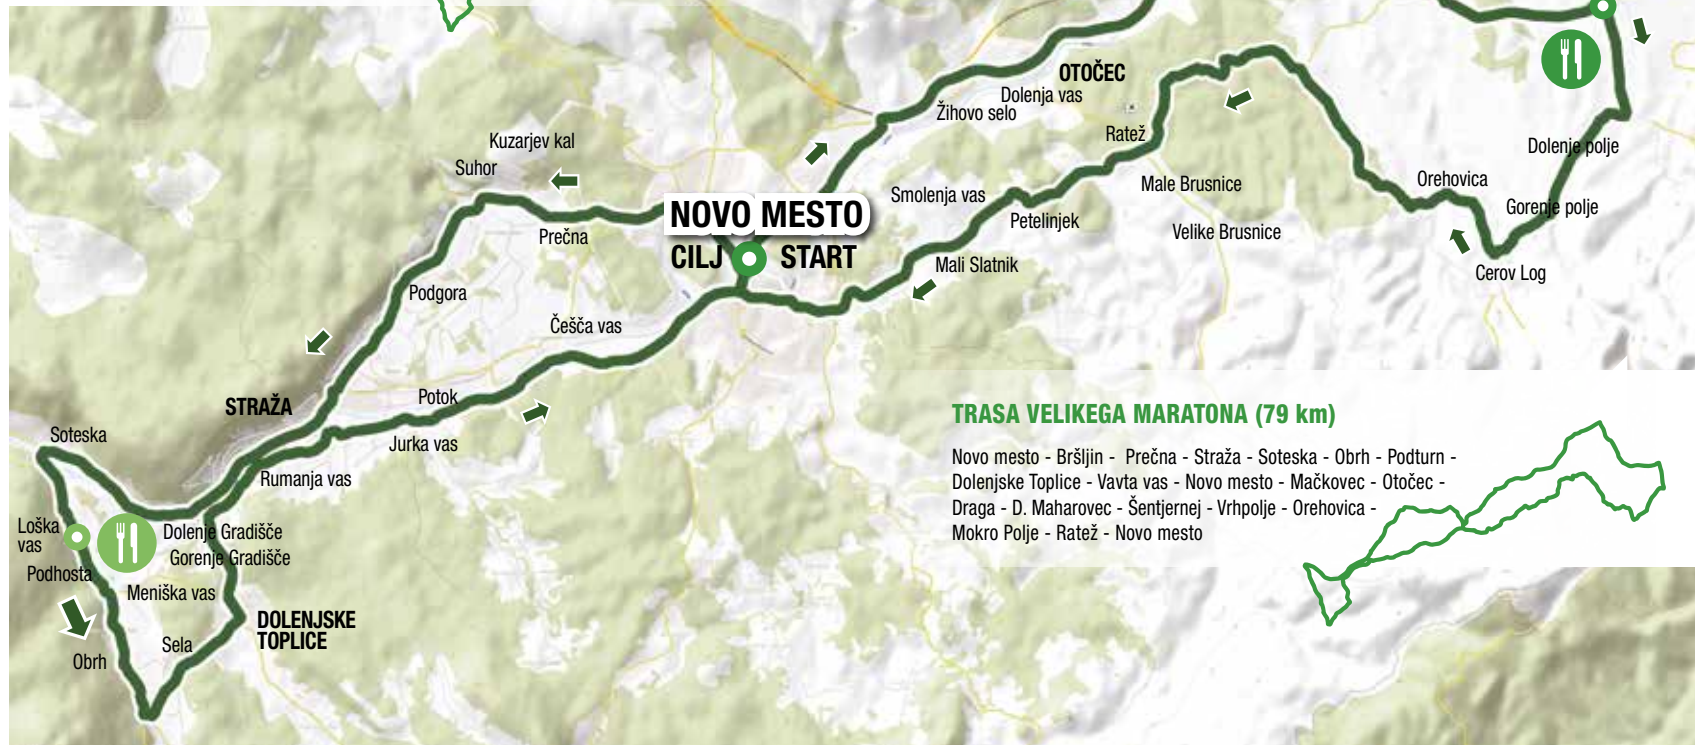 OTOČEC
Dolenja vas
Žihovo selo
Kuzarjev kal
Ratež
Dolenje polje
Suhor
Orehovica
Male Brusnice
Smolenja vas
NOVO MESTO
Gorenje polje
Petelinjek
Prečna
Velike Brusnice
CILJ START
Mali Slatnik
Cerov Log
Podgora
Češča vas
Potok
STRAŽA
Soteska
Jurka vas
Rumanja vas
Loška
vas
Dolenje Gradišče
Gorenje Gradišče
Podhosta
Meniška vas
DOLENJSKE
TOPLICE
Sela
Obrh
TRASA VELIKEGA MARATONA (79 km)
Novo mesto - Bršljin - Prečna - Straža - Soteska - Obrh - Podturn -
Dolenjske Toplice - Vavta vas - Novo mesto - Mačkovec - Otočec -
Draga - D. Maharovec - Šentjernej - Vrhpolje - Orehovica -
Mokro Polje - Ratež - Novo mesto